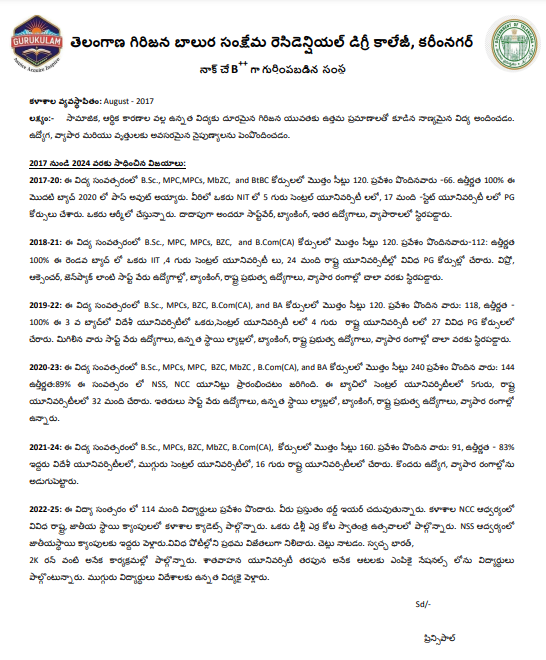 GURUKULAM
తెలంగాణ గిరిజన బాలుర సంక్షేమ రెసిడెన్షియల్ డిగ్రీ కాలేజీ, కరీంనగర్
నాక్ చే B++ గా గుర్తింపబడిన సంస్థ
కళాశాల వ్యవస్థాపితం: August - 2017
లక్ష్యం:- సామాజిక, ఆర్థిక కారణాల వల్ల ఉన్నత విద్యకు దూరమైన గిరిజన యువతకు ఉత్తమ ప్రమాణాలతో కూడిన నాణ్యమైన విద్య అందించడం.
ఉద్యోగ, వ్యాపార మరియు వృత్తులకు అవసరమైన నైపుణ్యాలను పెంపొందించడం.
2017 నుండి 2024 వరకు సాధించిన విజయాలు:
2017-20: ఈ విద్య సంవత్సరంలో B.Sc., MPC,MPCs, MbZC, and BtBC కోర్సులలో మొత్తం సీట్లు 120. ప్రవేశం పొందినవారు -66. ఉత్తీర్ణత 100% ఈ
మొదటి బ్యాచ్ 2020 లో పాస్ అవుట్ అయ్యారు. వీరిలో ఒకరు NIT లో 5 గురు సెంట్రల్ యూనివర్సిటీ లలో, 17 మంది -స్టేట్ యూనివర్సిటీ లలో PG
కోర్సులు చేశారు. ఒకరు ఆర్మీలో చేస్తున్నారు. దాదాపుగా అందరూ సాఫ్ట్‌వేర్, బ్యాంకింగ్, ఇతర ఉద్యోగాలు, వ్యాపారాలలో స్థిరపడ్డారు.
2018-21: ఈ విద్య సంవత్సరంలో B.Sc., MPC, MPCs, BZC, and B.Com(CA) కోర్సులలో మొత్తం సీట్లు 120. ప్రవేశం పొందినవారు-112: ఉత్తీర్ణత
100% ఈ రెండవ బ్యాచ్ లో ఒకరు IIT ,4 గురు సెంట్రల్ యూనివర్సిటీ లు, 24 మంది రాష్ట్ర యూనివర్సిటీల్లో వివిధ PG కోర్సుల్లో చేరారు. విప్రో,
ఆక్సెంచర్, జెన్‌ప్యాక్ లాంటి సాఫ్ట్ వేరు ఉద్యోగాల్లో, బ్యాంకింగ్, రాష్ట్ర ప్రభుత్వ ఉద్యోగాలు, వ్యాపార రంగాల్లో చాలా వరకు స్థిరపడ్డారు.
2019-22: ఈ విద్య సంవత్సరంలో B.Sc., MPCs, BZC, B.Com(CA), and BA కోర్సులలో మొత్తం సీట్లు 120. ప్రవేశం పొందిన వారు: 118, ఉత్తీర్ణత -
100% ఈ 3 వ బ్యాచ్‌లో విదేశీ యూనివర్సిటీలో ఒకరు,సెంట్రల్ యూనివర్సిటీ లలో 4 గురు రాష్ట్ర యూనివర్సిటీ లలో 27 వివిధ PG కోర్సులలో
చేరారు. మిగిలిన వారు సాఫ్ట్ వేరు ఉద్యోగాలు, ఉన్నత స్థాయి ల్యాబ్లలో, బ్యాంకింగ్, రాష్ట్ర ప్రభుత్వ ఉద్యోగాలు, వ్యాపార రంగాల్లో చాలా వరకు స్థిరపడ్డారు.
2020-23: ఈ విద్య సంవత్సరంలో B.Sc., MPCs, MPC, BZC, MbZC , B.Com(CA), and BA కోర్సులలో మొత్తం సీట్లు 240 ప్రవేశం పొందిన వారు: 144
ఉత్తీర్ణత:89% ఈ సంవత్సరం లో NSS, NCC యూనిట్లు ప్రారంభించటం జరిగింది. ఈ బ్యాచిలో సెంట్రల్ యూనివర్శిటీలలో 5గురు, రాష్ట్ర
యూనివర్సిటీలలో 32 మంది చేరారు. ఇతరులు సాఫ్ట్ వేరు ఉద్యోగాలు, ఉన్నత స్థాయి ల్యాబ్లలో, బ్యాంకింగ్, రాష్ట్ర ప్రభుత్వ ఉద్యోగాలు, వ్యాపార రంగాల్లో
ఉన్నారు.
2021-24: ఈ విద్య సంవత్సరంలో B.Sc., MPCs, BZC, MbZC, B.Com(CA), కోర్సులలో మొత్తం సీట్లు 160. ప్రవేశం పొందిన వారు: 91, ఉత్తీర్ణత - 83%
ఇద్దరు విదేశీ యూనివర్సిటీలలో, ముగ్గురు సెంట్రల్ యూనివర్సిటీలో, 16 గురు రాష్ట్ర యూనివర్సిటీలలో చేరారు. కొందరు ఉద్యోగ, వ్యాపార రంగాల్లోను
అడుగుపెట్టారు.
2022-25: ఈ విద్యా సంత్సరం లో 114 మంది విద్యార్థులు ప్రవేశం పొందారు. వీరు ప్రస్తుతం థర్డ్ ఇయర్ చదువుతున్నారు. కళాశాల NCC ఆధ్వర్యంలో
వివిధ రాష్ట్ర, జాతీయ స్థాయి క్యాంపులలో కళాశాల క్యాడెట్స్ పాల్గొన్నారు. ఒకరు ఢిల్లీ ఎర్ర కోట స్వాతంత్ర ఉత్సవాలలో పాల్గొన్నారు. NSS ఆధ్వర్యంలో
జాతీయస్థాయి క్యాంపులకు ఇద్దరు వెళ్లారు.వివిధ పోటీల్లోని ప్రథమ విజేతలుగా నిలిచారు. చెట్లు నాటడం. స్వచ్ఛ భారత్,
2K రన్ వంటి అనేక కార్యక్రమల్లో పాల్గొన్నారు. శాతవాహన యూనివర్సిటీ తరపున అనేక ఆటలకు ఎంపికై నేషనల్స్ లోను విద్యార్థులు
పాల్గొంటున్నారు. ముగ్గురు విద్యార్థులు విదేశాలకు ఉన్నత విద్యకై వెళ్లారు.
Sd/-
ప్రిన్సిపాల్